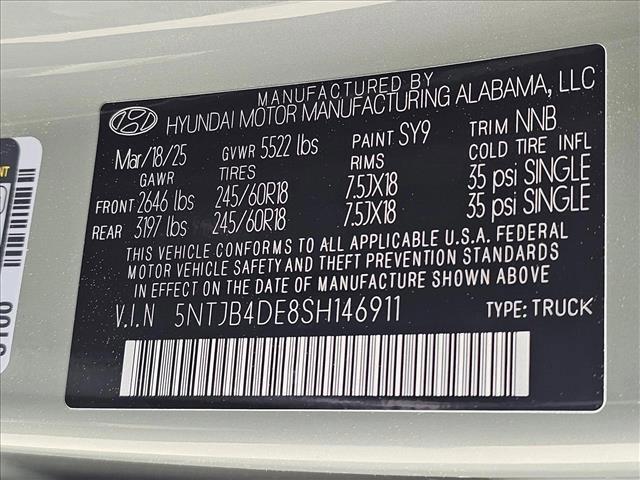 MANUFACTURED BY
HYUNDAI MOTOR MANUFACTURING ALABAMA, LLC
Mar/18/25 GVWR 5522 lbs PAINT SY9 TRIM NNB
GAWR TIRES RIMS COLD TIRE INFL
FRONT 2646 lbs 245/60R18 7.5JX18 35 psi SINGLE
REAR 3197 lbs 245/60R18 7.5JX18 35 psi SINGLE
THIS VEHICLE CONFORMS TO ALL APPLICABLE U.S.A. FEDERAL
MOTOR VEHICLE SAFETY AND THEFT PREVENTION STANDARDS
IN EFFECT ON THE DATE OF MANUFACTURE SHOWN ABOVE
V.I.N 5NTJB4DE8SH146911 TYPE: TRUCK